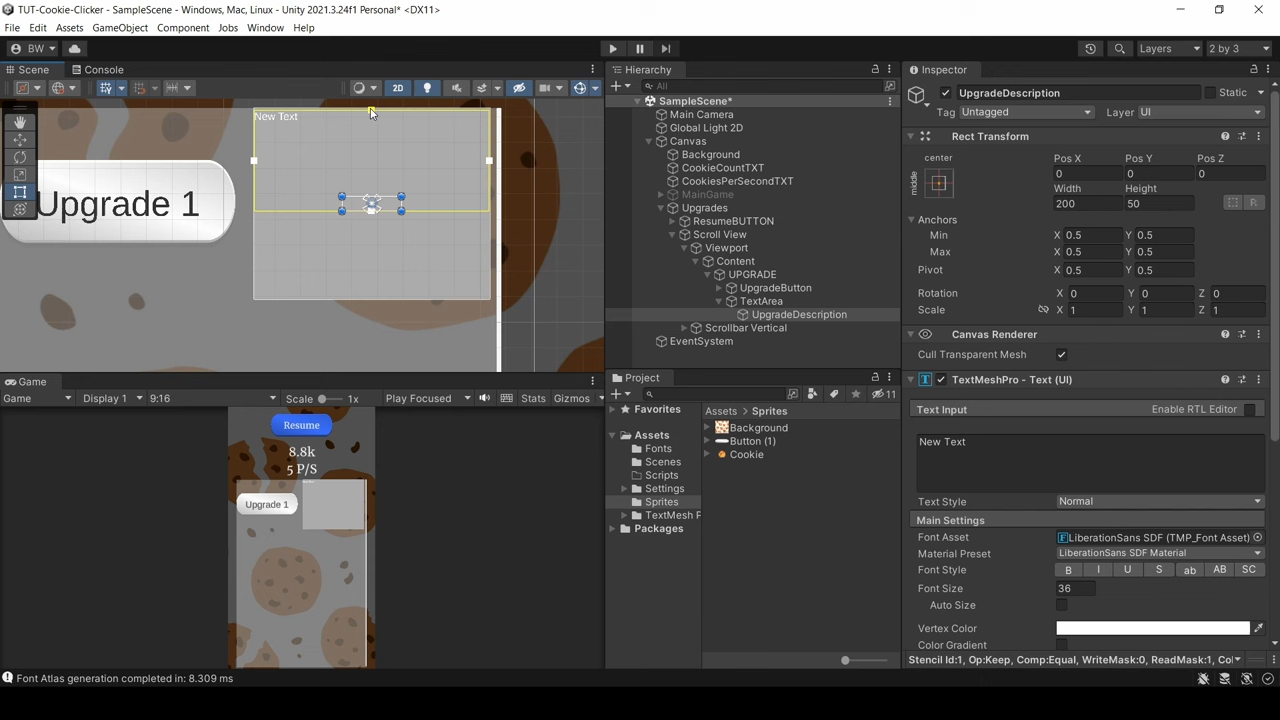 TUT-Cookie-Clicker - SampleScene - Windows, Mac, Linux - Unity 2021.3.24f1 Personal* <DX11>
File Edit Assets GameObject Component Jobs Window Help
BW Layers 2 by 3
Scene Console
2D
New Text
Upgrade 1
Game
Game Display 1 9:16 Scale 1x Play Focused Stats Gizmos
Resume
8.8k
5 P/S
Upgrade 1
Hierarchy
All
SampleScene*
Main Camera
Global Light 2D
Canvas
Background
CookieCountTXT
CookiesPerSecondTXT
MainGame
Upgrades
ResumeBUTTON
Scroll View
Viewport
Content
UPGRADE
UpgradeButton
TextArea
UpgradeDescription
Scrollbar Vertical
EventSystem
Project
11
Favorites
Assets
Fonts
Scenes
Scripts
Settings
Sprites
TextMesh P
Packages
Assets > Sprites
Background
Button (1)
Cookie
Inspector
UpgradeDescription Static
Tag Untagged Layer UI
Rect Transform
center
middle
Pos X Pos Y Pos Z
0 0 0
Width Height
200 50
R
Anchors
Min X 0.5 Y 0.5
Max X 0.5 Y 0.5
Pivot X 0.5 Y 0.5
Rotation X 0 Y 0 Z 0
Scale X 1 Y 1 Z 1
Canvas Renderer
Cull Transparent Mesh
TextMeshPro - Text (UI)
Text Input Enable RTL Editor
New Text
Text Style Normal
Main Settings
Font Asset LiberationSans SDF (TMP_Font Asset)
Material Preset LiberationSans SDF Material
Font Style B I U S ab AB SC
Font Size 36
Auto Size
Vertex Color
Color Gradient
Stencil Id:1, Op:Keep, Comp:Equal, WriteMask:0, ReadMask:1, Co
Font Atlas generation completed in: 8.309 ms